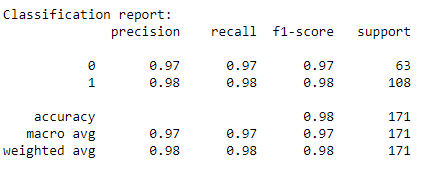 Classification report:
precision recall f1-score support
0 0.97 0.97 0.97 63
1 0.98 0.98 0.98 108
accuracy 0.98 171
macro avg 0.97 0.97 0.97 171
weighted avg 0.98 0.98 0.98 171